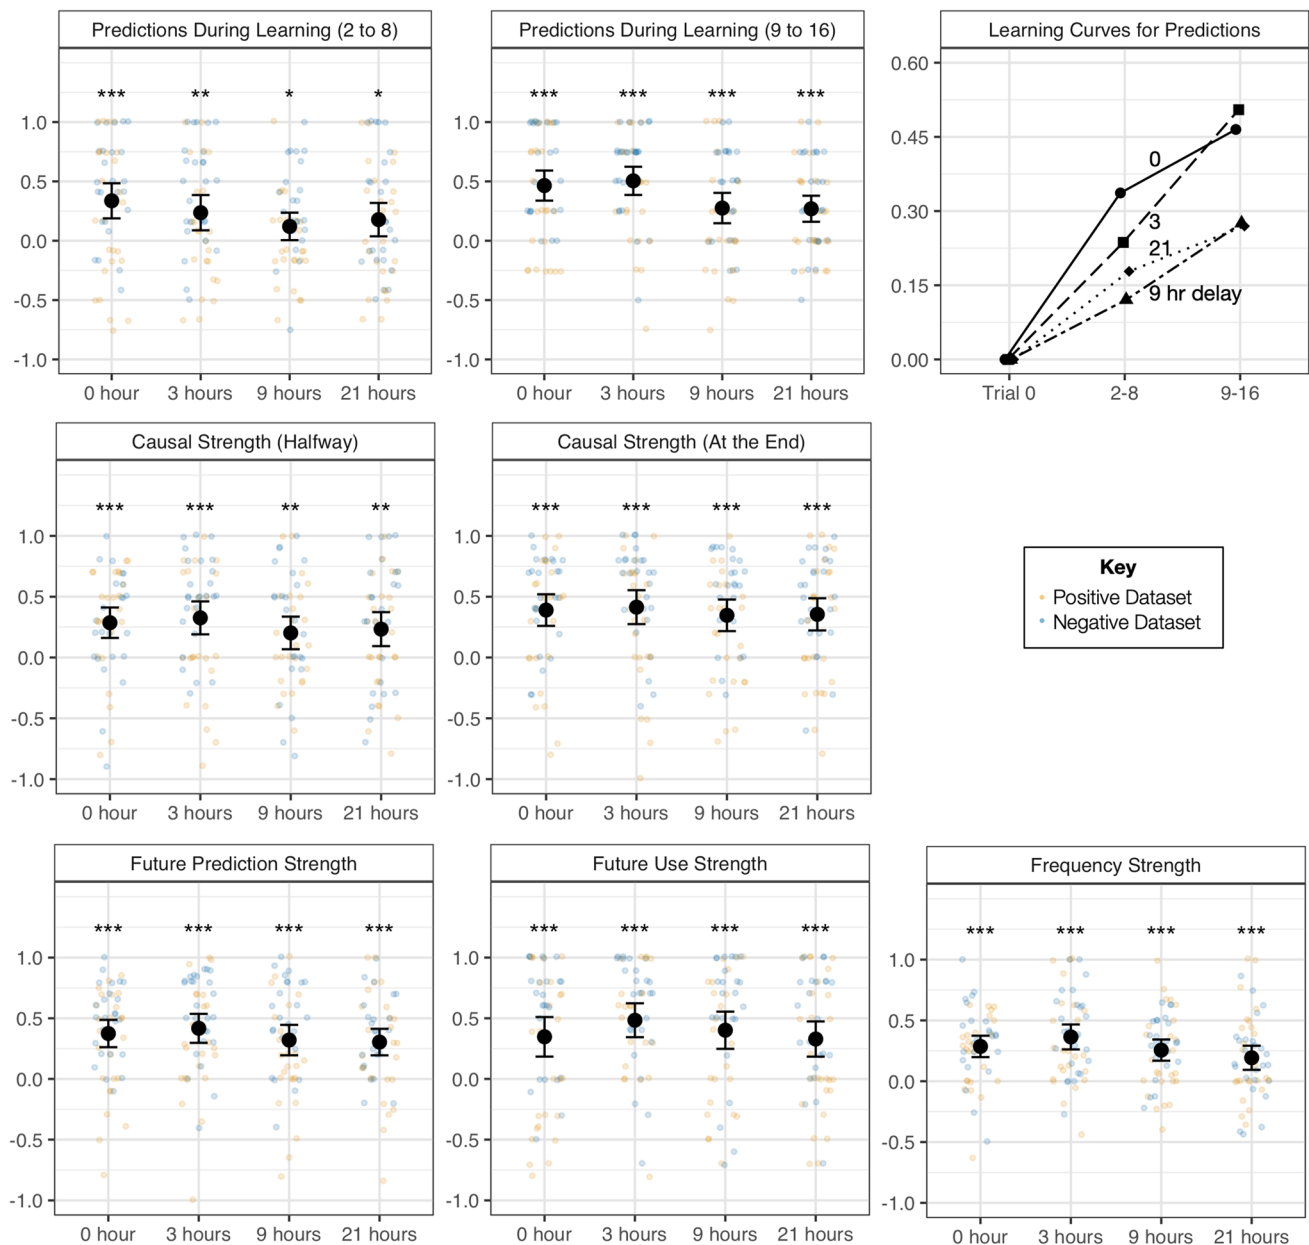 Predictions During Learning (2 to 8)
*** ** * *
1.0
0.5
0.0
-0.5
-1.0
0 hour 3 hours 9 hours 21 hours
Predictions During Learning (9 to 16)
*** *** *** ***
1.0
0.5
0.0
-0.5
-1.0
0 hour 3 hours 9 hours 21 hours
Learning Curves for Predictions
0.60
0.45
0.30
0.15
0.00
0
3
21
9 hr delay
Trial 0 2-8 9-16
Causal Strength (Halfway)
*** *** ** **
1.0
0.5
0.0
-0.5
-1.0
0 hour 3 hours 9 hours 21 hours
Causal Strength (At the End)
*** *** *** ***
1.0
0.5
0.0
-0.5
-1.0
0 hour 3 hours 9 hours 21 hours
Key
Positive Dataset
Negative Dataset
Future Prediction Strength
*** *** *** ***
1.0
0.5
0.0
-0.5
-1.0
0 hour 3 hours 9 hours 21 hours
Future Use Strength
*** *** *** ***
1.0
0.5
0.0
-0.5
-1.0
0 hour 3 hours 9 hours 21 hours
Frequency Strength
*** *** *** ***
1.0
0.5
0.0
-0.5
-1.0
0 hour 3 hours 9 hours 21 hours